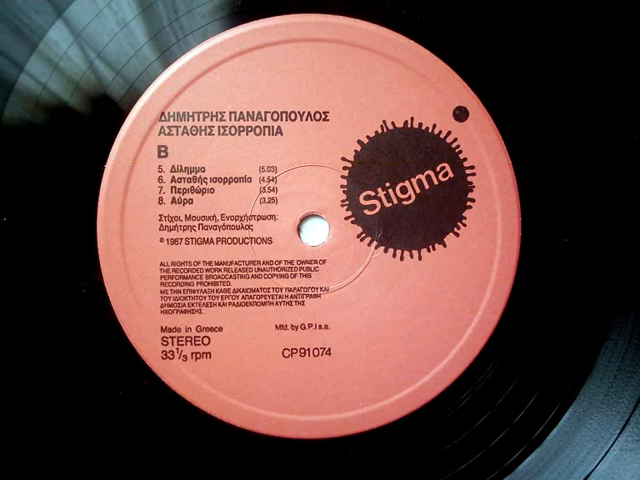 ΔΗΜΗΤΡΗΣ ΠΑΝΑΓΟΠΟΥΛΟΣ
ΑΣΤΑΘΗΣ ΙΣΟΡΡΟΠΙΑ
B
5. Δίλημμα (5.03)
6. Ασταθής ισορροπία (4.54)
7. Περιθώριο (3.54)
8. Αύρα (3.25)
Στίχοι, Μουσική, Ενορχήστρωση:
Δημήτρης Παναγόπουλος
© 1987 STIGMA PRODUCTIONS
Stigma
ALL RIGHTS OF THE MANUFACTURER AND OF THE OWNER OF
THE RECORDED WORK RELEASED UNAUTHORIZED PUBLIC
PERFORMANCE BROADCASTING AND COPYING OF THIS
RECORDING PROHIBITED.
ΜΕ ΤΗΝ ΕΠΙΦΥΛΑΞΗ ΚΑΘΕ ΔΙΚΑΙΩΜΑΤΟΣ ΤΟΥ ΠΑΡΑΓΩΓΟΥ ΚΑΙ
ΤΟΥ ΙΔΙΟΚΤΗΤΟΥ ΤΟΥ ΕΡΓΟΥ ΑΠΑΓΟΡΕΥΕΤΑΙ Η ΑΝΤΙΓΡΑΦΗ
ΔΗΜΟΣΙΑ ΕΚΤΕΛΕΣΗ ΚΑΙ ΡΑΔΙΟΕΚΠΟΜΠΗ ΑΥΤΗΣ ΤΗΣ
ΗΧΟΓΡΑΦΗΣΗΣ.
Made in Greece Mfd. by G.P.I s.a.
STEREO
33 1/3 rpm CP91074